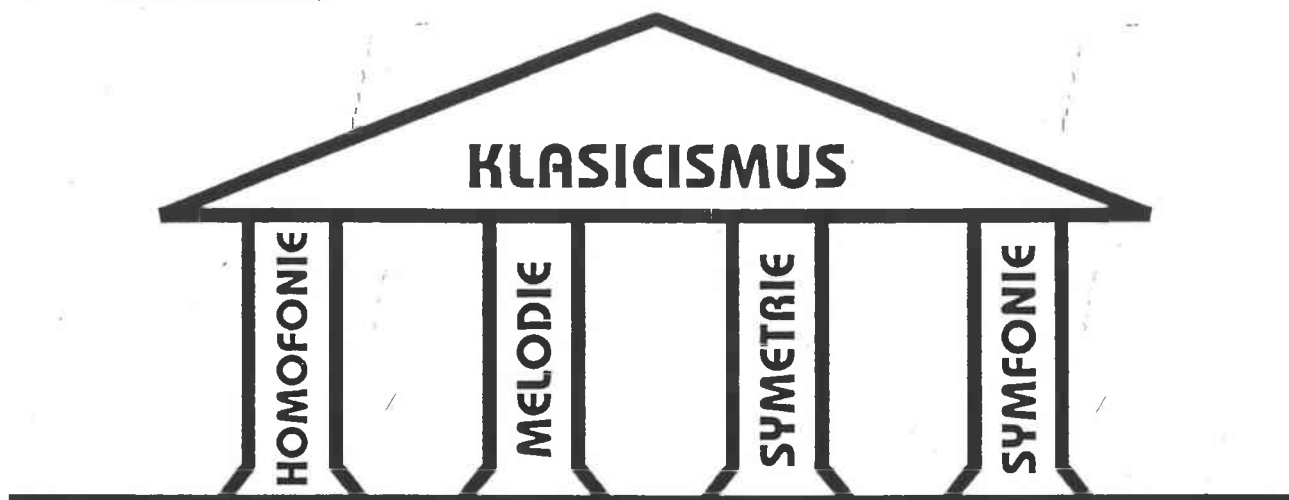 KLASICISMUS
HOMOFONIE
MELODIE
SYMETRIE
SYMFONIE